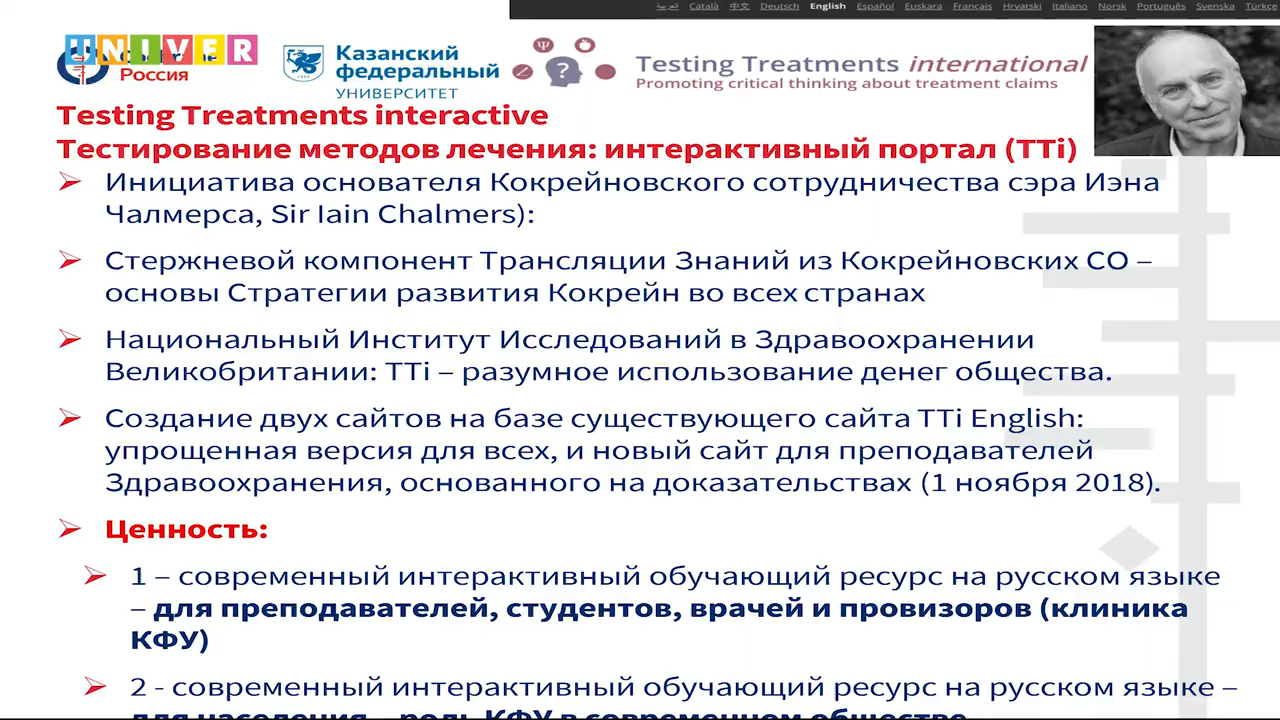 العربية Català 中文 Deutsch English Español Euskara Français Hrvatski Italiano Norsk Português Svenska Türkçe
UNIVER
Россия
Казанский
федеральный
УНИВЕРСИТЕТ
Testing Treatments international
Promoting critical thinking about treatment claims
Testing Treatments interactive
Тестирование методов лечения: интерактивный портал (TTi)
Инициатива основателя Кокрейновского сотрудничества сэра Иэна
Чалмерса, Sir Iain Chalmers):
Стержневой компонент Трансляции Знаний из Кокрейновских СО –
основы Стратегии развития Кокрейн во всех странах
Национальный Институт Исследований в Здравоохранении
Великобритании: TTi – разумное использование денег общества.
Создание двух сайтов на базе существующего сайта TTi English:
упрощенная версия для всех, и новый сайт для преподавателей
Здравоохранения, основанного на доказательствах (1 ноября 2018).
Ценность:
1 – современный интерактивный обучающий ресурс на русском языке
– для преподавателей, студентов, врачей и провизоров (клиника
КФУ)
2 - современный интерактивный обучающий ресурс на русском языке –
для населения – роль КФУ в современном обществе